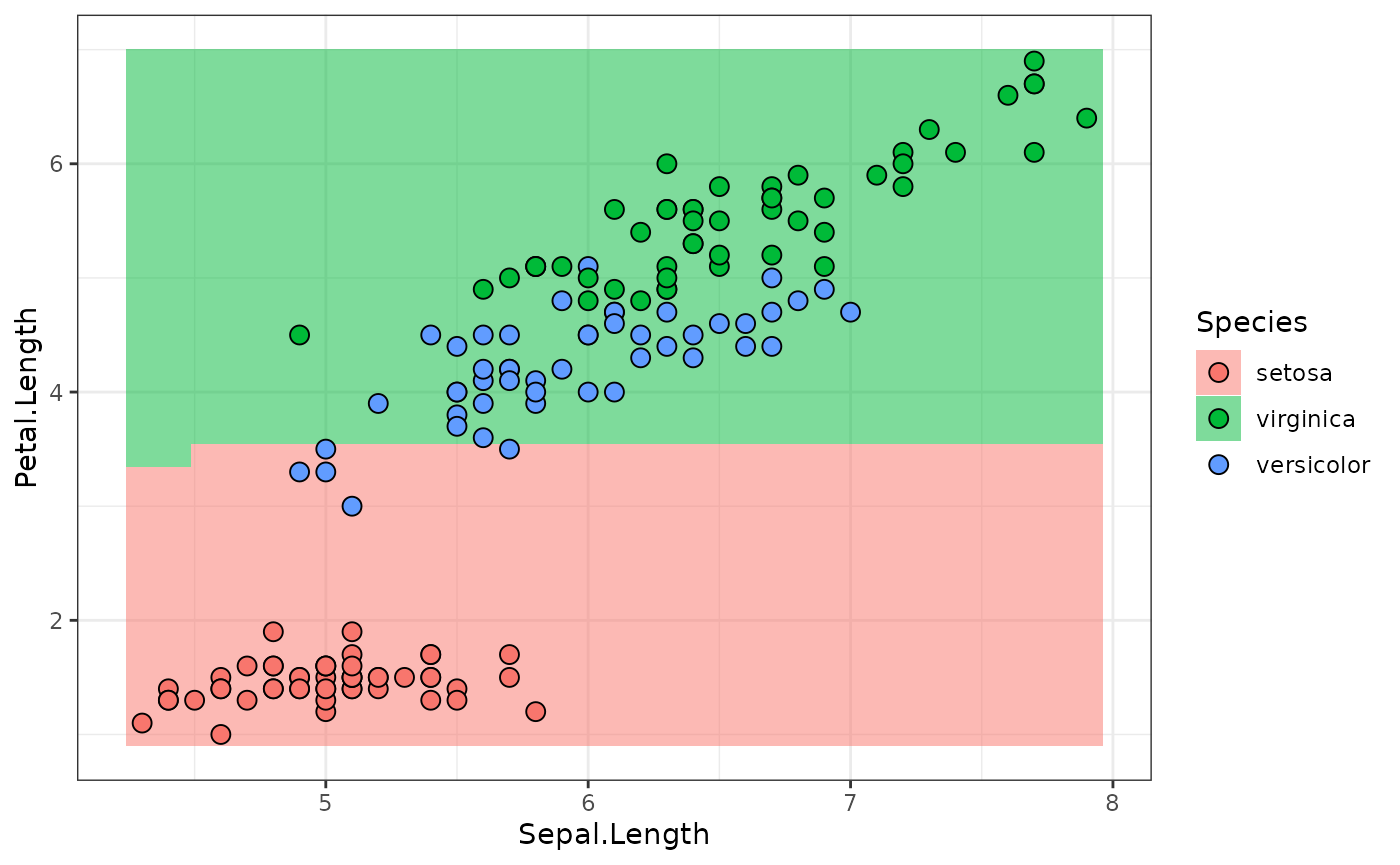 6
4
2
Petal.Length
5 6 7 8
Sepal.Length
Species
setosa
virginica
versicolor